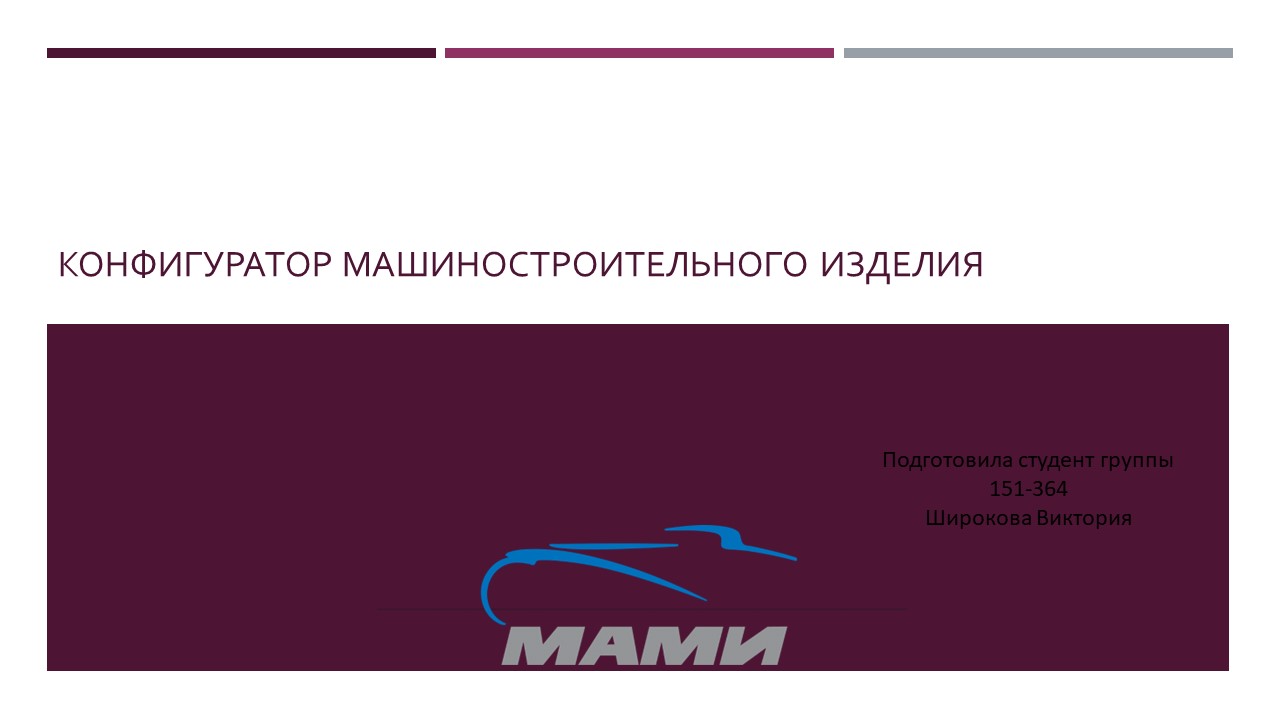 КОНФИГУРАТОР МАШИНОСТРОИТЕЛЬНОГО ИЗДЕЛИЯ
Подготовила студент группы
151-364
Широкова Виктория
МАМИ